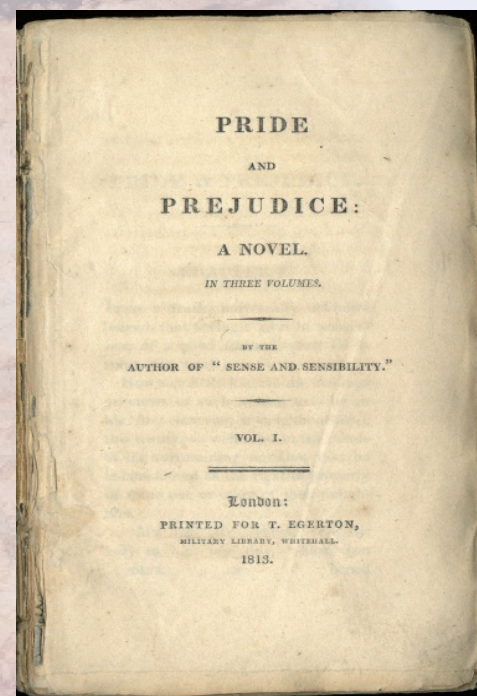 PRIDE
AND
PREJUDICE:
A NOVEL.
IN THREE VOLUMES.
BY THE
AUTHOR OF “ SENSE AND SENSIBILITY.”
VOL. I.
London:
PRINTED FOR T. EGERTON,
MILITARY LIBRARY, WHITEHALL.
1813.